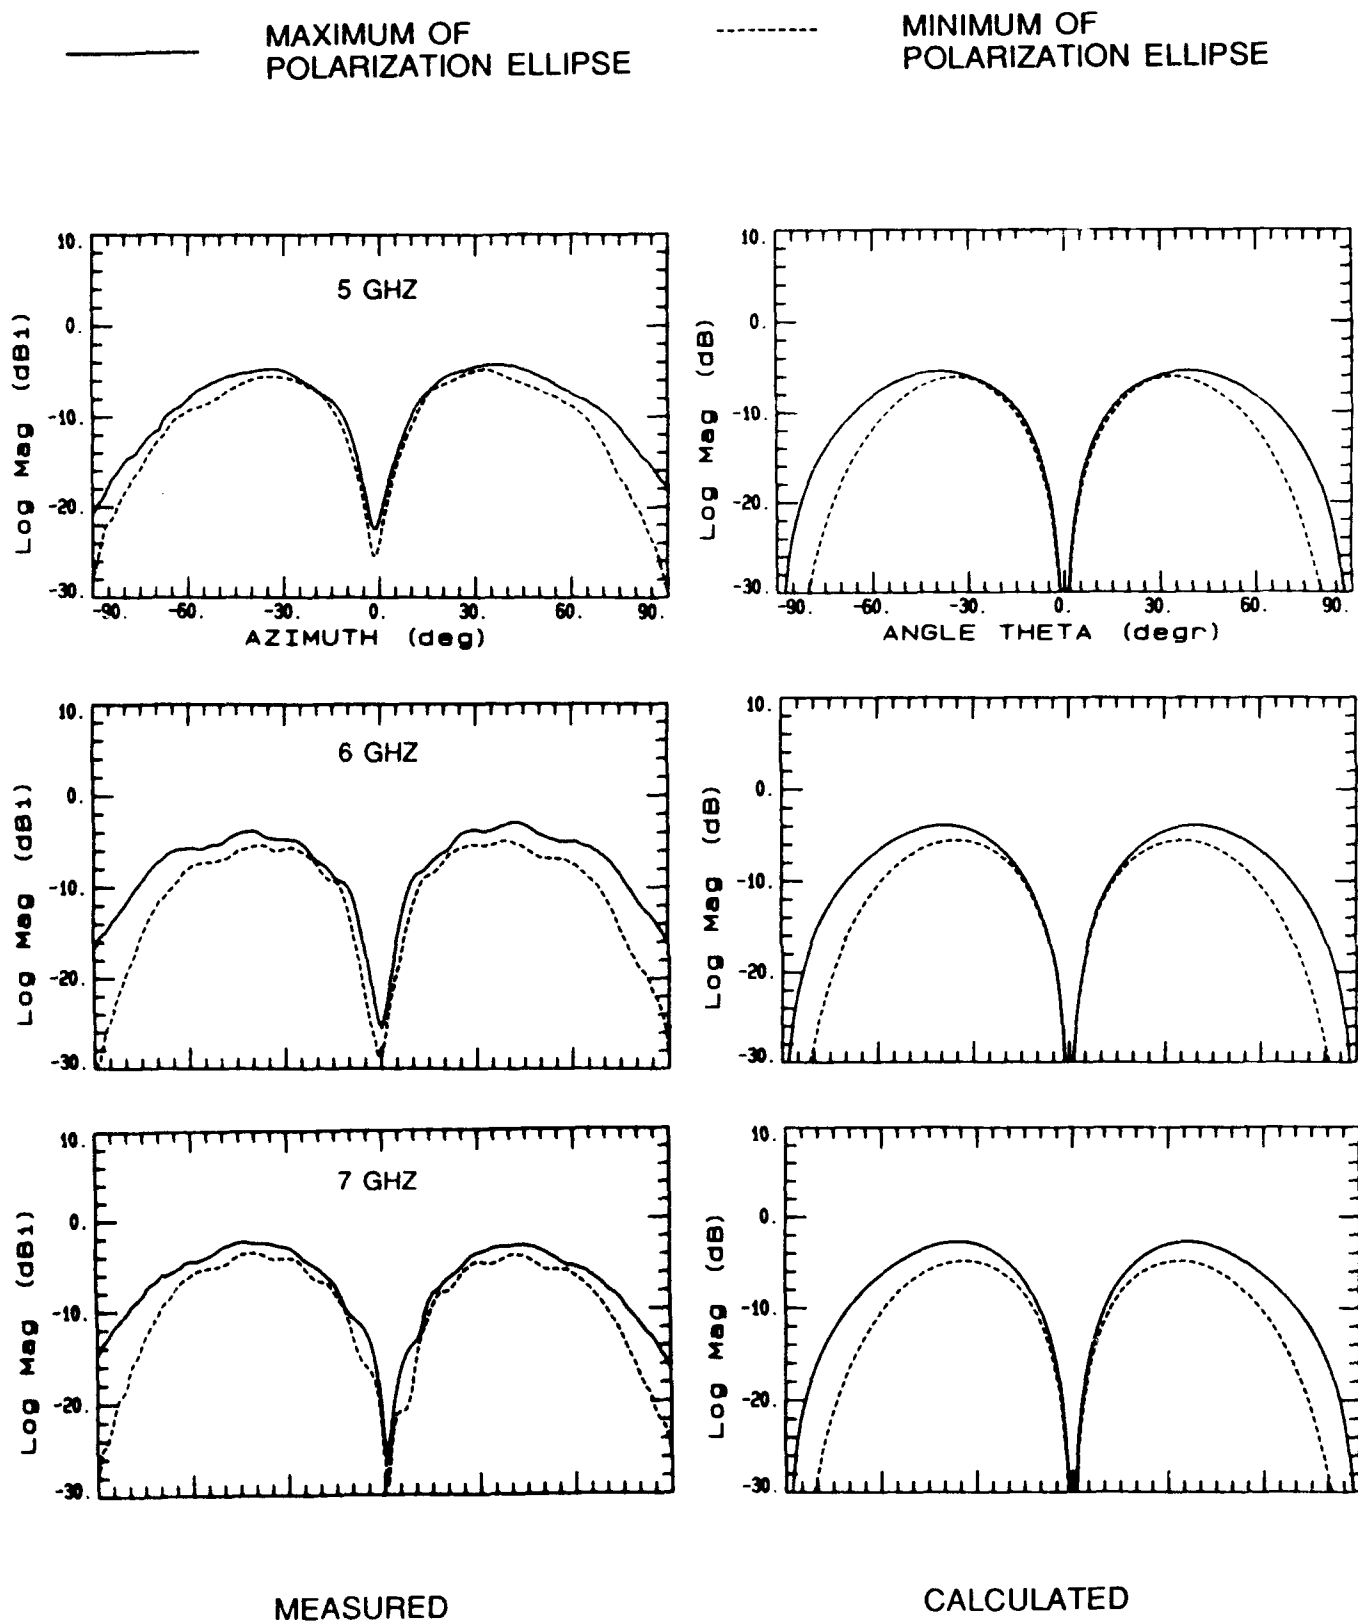 MAXIMUM OF
POLARIZATION ELLIPSE
MINIMUM OF
POLARIZATION ELLIPSE
5 GHZ
Log Mag (dBi)
10.
0.
-10.
-20.
-30.
-90. -60. -30. 0. 30. 60. 90.
AZIMUTH (deg)
Log Mag (dB)
10.
0.
-10.
-20.
-30.
-90. -60. -30. 0. 30. 60. 90.
ANGLE THETA (degr)
6 GHZ
Log Mag (dBi)
10.
0.
-10.
-20.
-30.
Log Mag (dB)
10.
0.
-10.
-20.
-30.
7 GHZ
Log Mag (dBi)
10.
0.
-10.
-20.
-30.
Log Mag (dB)
10.
0.
-10.
-20.
-30.
MEASURED
CALCULATED